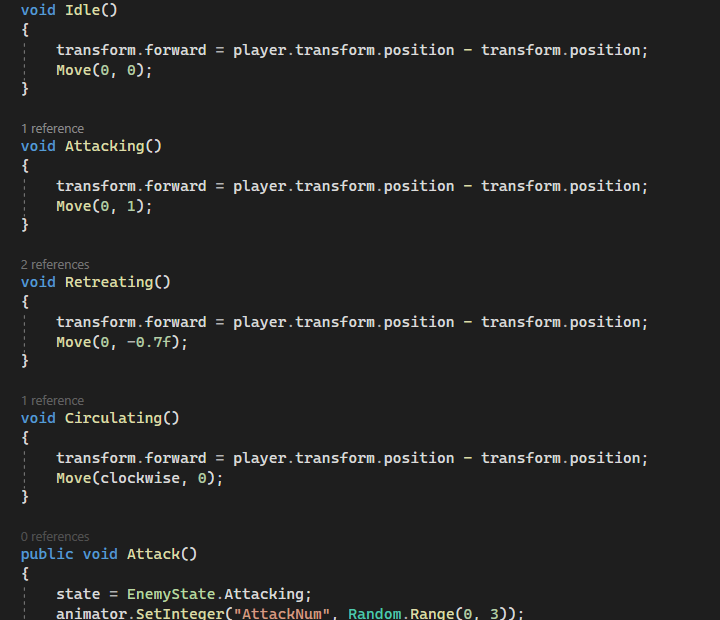 void Idle()
{
transform.forward = player.transform.position - transform.position;
Move(0, 0);
}
1 reference
void Attacking()
{
transform.forward = player.transform.position - transform.position;
Move(0, 1);
}
2 references
void Retreating()
{
transform.forward = player.transform.position - transform.position;
Move(0, -0.7f);
}
1 reference
void Circulating()
{
transform.forward = player.transform.position - transform.position;
Move(clockwise, 0);
}
0 references
public void Attack()
{
state = EnemyState.Attacking;
animator.SetInteger("AttackNum", Random.Range(0, 3));